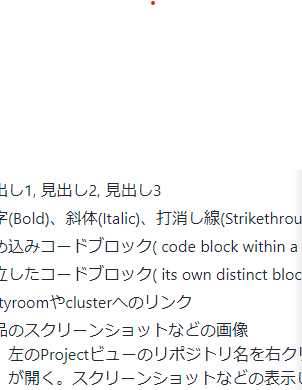 出し1, 見出し2, 見出し3
字(Bold)、斜体(Italic)、打消し線(Strikethrou
め込みコードブロック( code block within a
立したコードブロック( its own distinct bloc
tyroomやclusterへのリンク
品のスクリーンショットなどの画像
左のProjectビューのリポジトリ名を右ク
が開く。スクリーンショットなどの表示